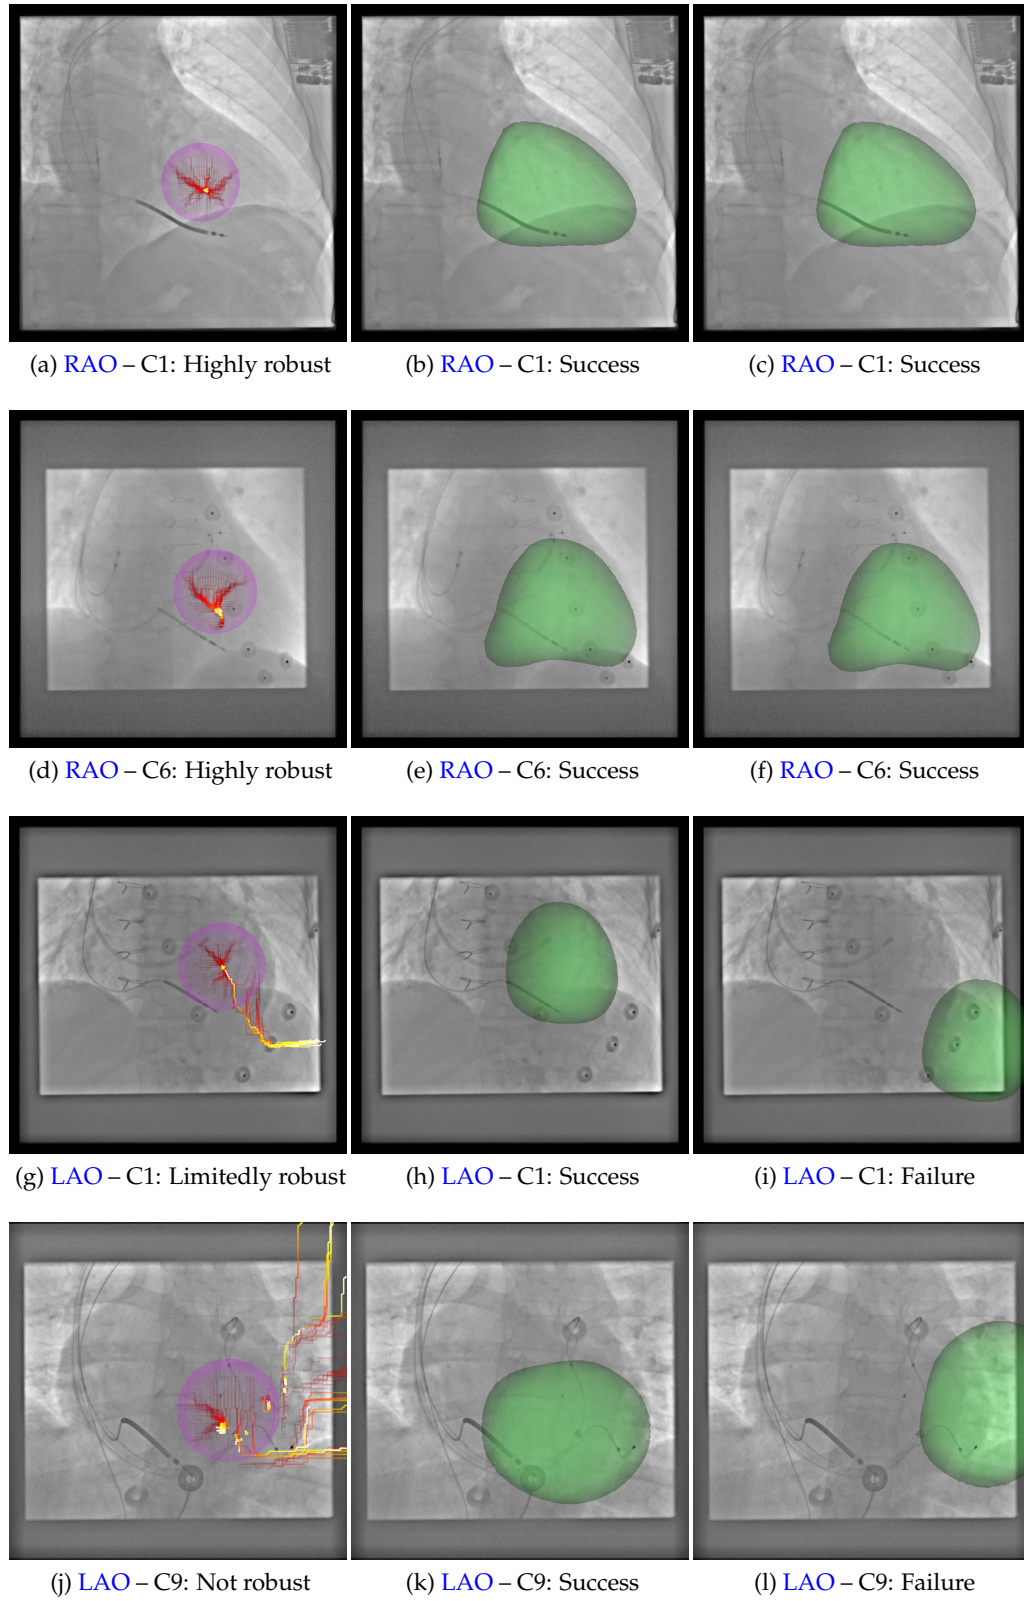 (a) RAO – C1: Highly robust
(b) RAO – C1: Success
(c) RAO – C1: Success
(d) RAO – C6: Highly robust
(e) RAO – C6: Success
(f) RAO – C6: Success
(g) LAO – C1: Limitedly robust
(h) LAO – C1: Success
(i) LAO – C1: Failure
(j) LAO – C9: Not robust
(k) LAO – C9: Success
(l) LAO – C9: Failure